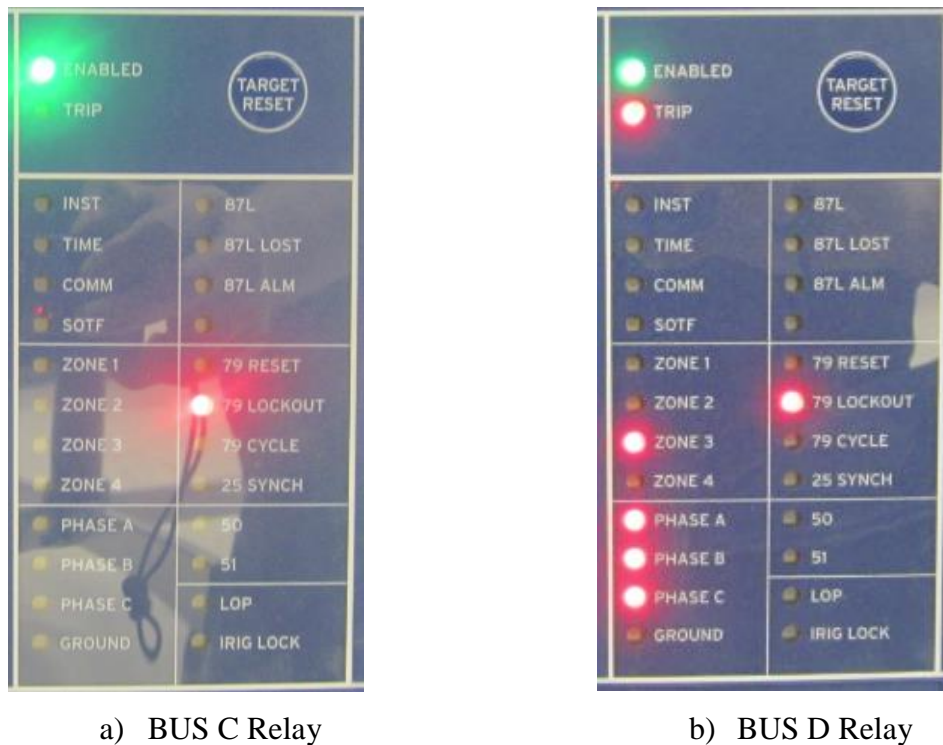 ENABLED
TRIP
TARGET
RESET
INST
TIME
COMM
SOTF
87L
87L LOST
87L ALM
ZONE 1
ZONE 2
ZONE 3
ZONE 4
79 RESET
79 LOCKOUT
79 CYCLE
25 SYNCH
PHASE A
PHASE B
PHASE C
GROUND
50
51
LOP
IRIG LOCK
a) BUS C Relay
ENABLED
TRIP
TARGET
RESET
INST
TIME
COMM
SOTF
87L
87L LOST
87L ALM
ZONE 1
ZONE 2
ZONE 3
ZONE 4
79 RESET
79 LOCKOUT
79 CYCLE
25 SYNCH
PHASE A
PHASE B
PHASE C
GROUND
50
51
LOP
IRIG LOCK
b) BUS D Relay